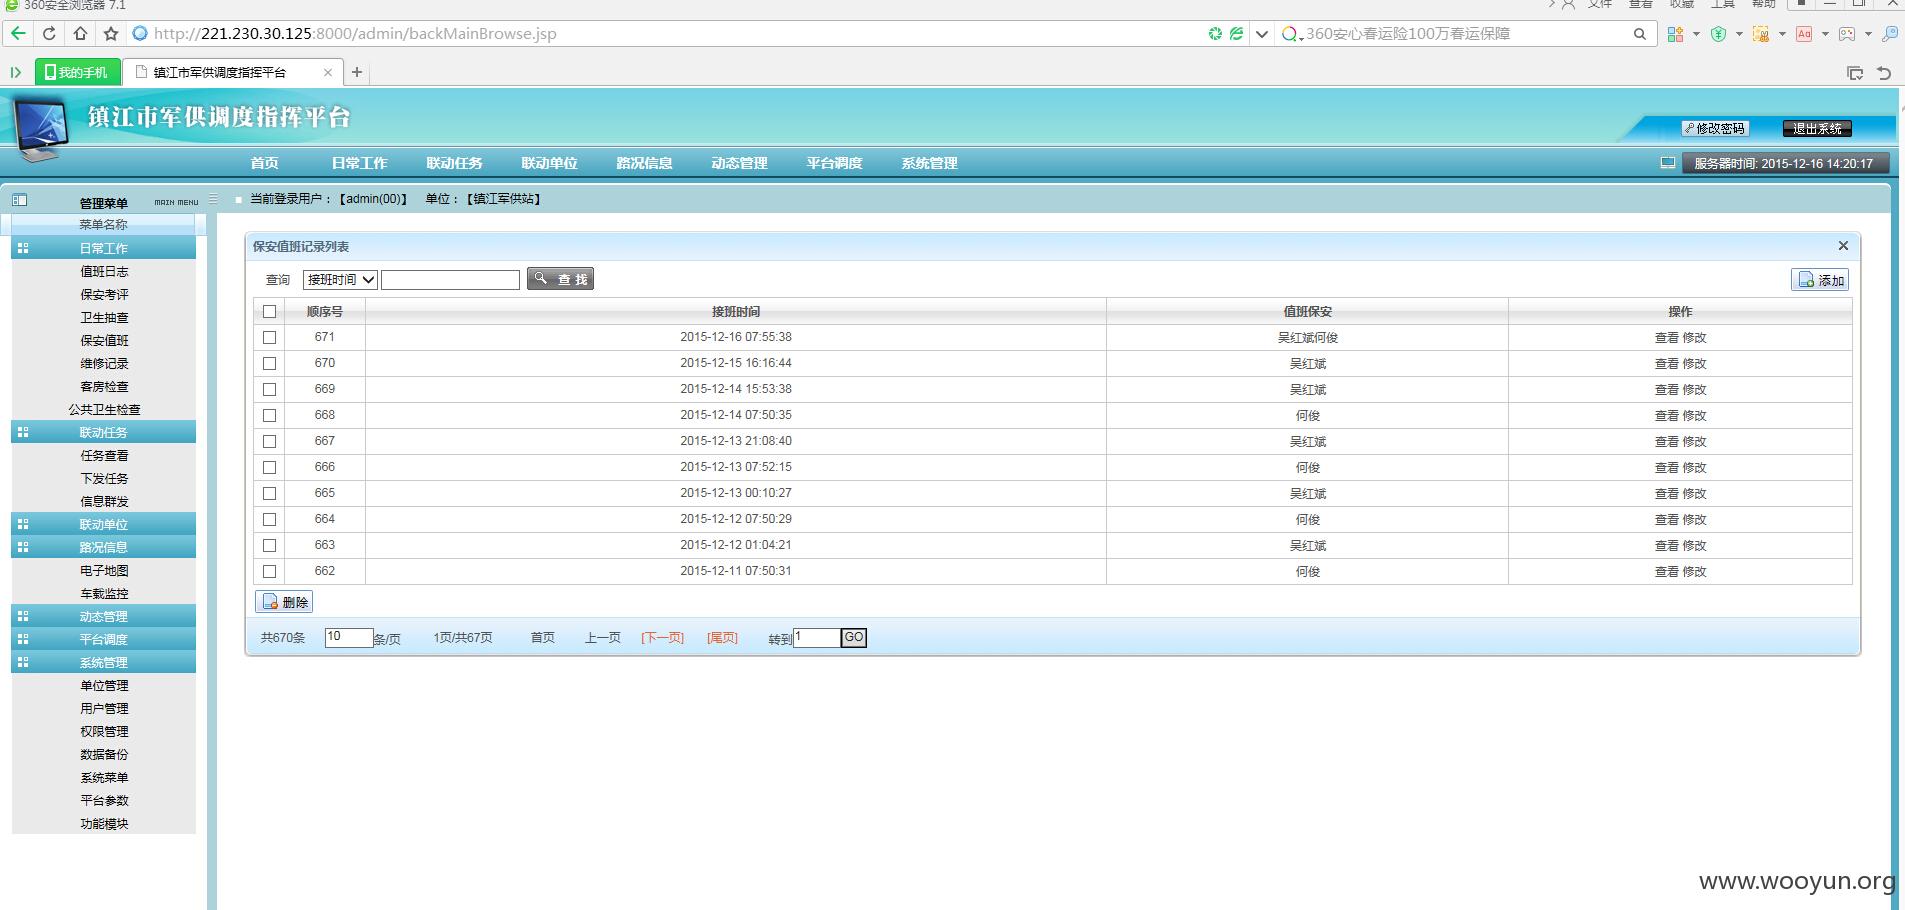 360安全浏览器 7.1
文件 查看 收藏 工具 帮助
http://221.230.30.125:8000/admin/backMainBrowse.jsp
360安心春运险100万春运保障
我的手机
镇江市军供调度指挥平台
镇江市军供调度指挥平台
修改密码 退出系统
首页 日常工作 联动任务 联动单位 路况信息 动态管理 平台调度 系统管理
服务器时间: 2015-12-16 14:20:17
管理菜单 MAIN MENU
当前登录用户：【admin(00)】 单位：【镇江军供站】
菜单名称
日常工作
值班日志
保安考评
卫生抽查
保安值班
维修记录
客房检查
公共卫生检查
联动任务
任务查看
下发任务
信息群发
联动单位
路况信息
电子地图
车载监控
动态管理
平台调度
系统管理
单位管理
用户管理
权限管理
数据备份
系统菜单
平台参数
功能模块
保安值班记录列表
查询 接班时间 查 找 添加
顺序号 接班时间 值班保安 操作
671 2015-12-16 07:55:38 吴红斌何俊 查看 修改
670 2015-12-15 16:16:44 吴红斌 查看 修改
669 2015-12-14 15:53:38 吴红斌 查看 修改
668 2015-12-14 07:50:35 何俊 查看 修改
667 2015-12-13 21:08:40 吴红斌 查看 修改
666 2015-12-13 07:52:15 何俊 查看 修改
665 2015-12-13 00:10:27 吴红斌 查看 修改
664 2015-12-12 07:50:29 何俊 查看 修改
663 2015-12-12 01:04:21 吴红斌 查看 修改
662 2015-12-11 07:50:31 何俊 查看 修改
删除
共670条 10 条/页 1页/共67页 首页 上一页 [下一页] [尾页] 转到 1 GO
www.wooyun.org